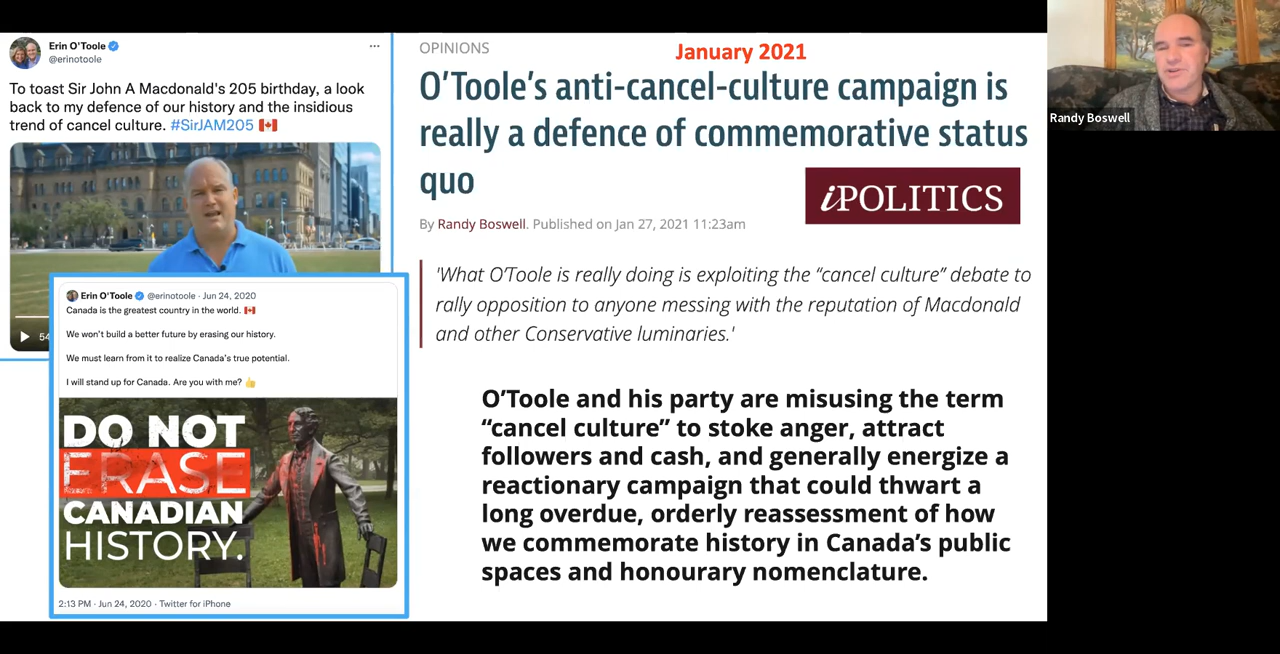 Erin O'Toole
@erinotoole
To toast Sir John A Macdonald's 205 birthday, a look
back to my defence of our history and the insidious
trend of cancel culture. #SirJAM205
Erin O'Toole @erinotoole · Jun 24, 2020
Canada is the greatest country in the world.
We won't build a better future by erasing our history.
We must learn from it to realize Canada's true potential.
I will stand up for Canada. Are you with me?
DO NOT
ERASE
CANADIAN
HISTORY.
2:13 PM · Jun 24, 2020 · Twitter for iPhone
OPINIONS
January 2021
O'Toole's anti-cancel-culture campaign is
really a defence of commemorative status
quo
iPOLITICS
By Randy Boswell. Published on Jan 27, 2021 11:23am
'What O'Toole is really doing is exploiting the “cancel culture” debate to
rally opposition to anyone messing with the reputation of Macdonald
and other Conservative luminaries.'
O'Toole and his party are misusing the term
“cancel culture” to stoke anger, attract
followers and cash, and generally energize a
reactionary campaign that could thwart a
long overdue, orderly reassessment of how
we commemorate history in Canada's public
spaces and honourary nomenclature.
Randy Boswell